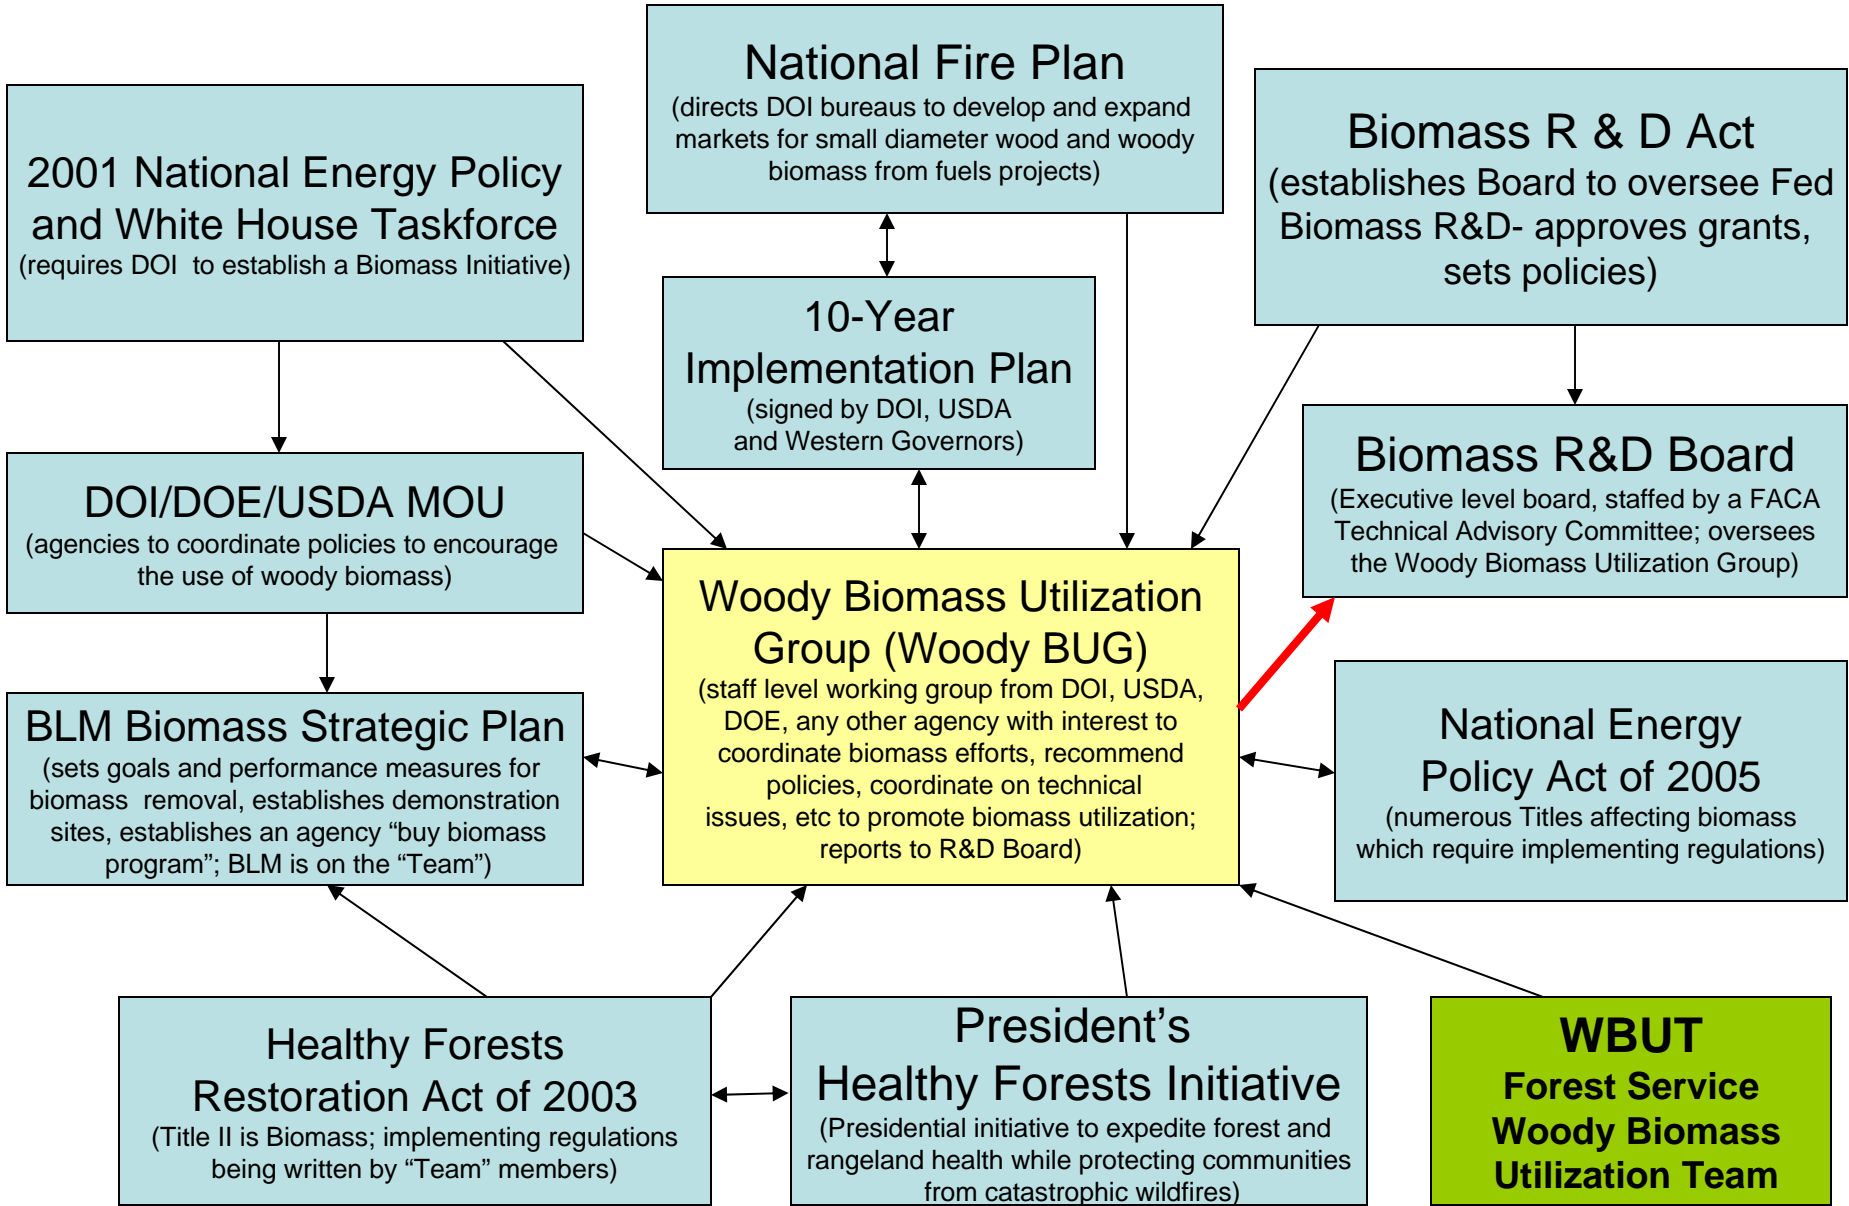 National Fire Plan
(directs DOI bureaus to develop and expand
markets for small diameter wood and woody
biomass from fuels projects)
2001 National Energy Policy
and White House Taskforce
(requires DOI  to establish a Biomass Initiative)
Biomass R & D Act
(establishes Board to oversee Fed
Biomass R&D- approves grants,
sets policies)
10-Year
Implementation Plan
(signed by DOI, USDA
and Western Governors)
DOI/DOE/USDA MOU
(agencies to coordinate policies to encourage
the use of woody biomass)
Biomass R&D Board
(Executive level board, staffed by a FACA
Technical Advisory Committee; oversees
the Woody Biomass Utilization Group)
Woody Biomass Utilization
Group (Woody BUG)
(staff level working group from DOI, USDA,
DOE, any other agency with interest to
coordinate biomass efforts, recommend
policies, coordinate on technical
issues, etc to promote biomass utilization;
reports to R&D Board)
BLM Biomass Strategic Plan
(sets goals and performance measures for
biomass  removal, establishes demonstration
sites, establishes an agency “buy biomass
program”; BLM is on the “Team”)
National Energy
Policy Act of 2005
(numerous Titles affecting biomass
which require implementing regulations)
Healthy Forests
Restoration Act of 2003
(Title II is Biomass; implementing regulations
being written by “Team” members)
President’s
Healthy Forests Initiative
(Presidential initiative to expedite forest and
rangeland health while protecting communities
from catastrophic wildfires)
WBUT
Forest Service
Woody Biomass
Utilization Team